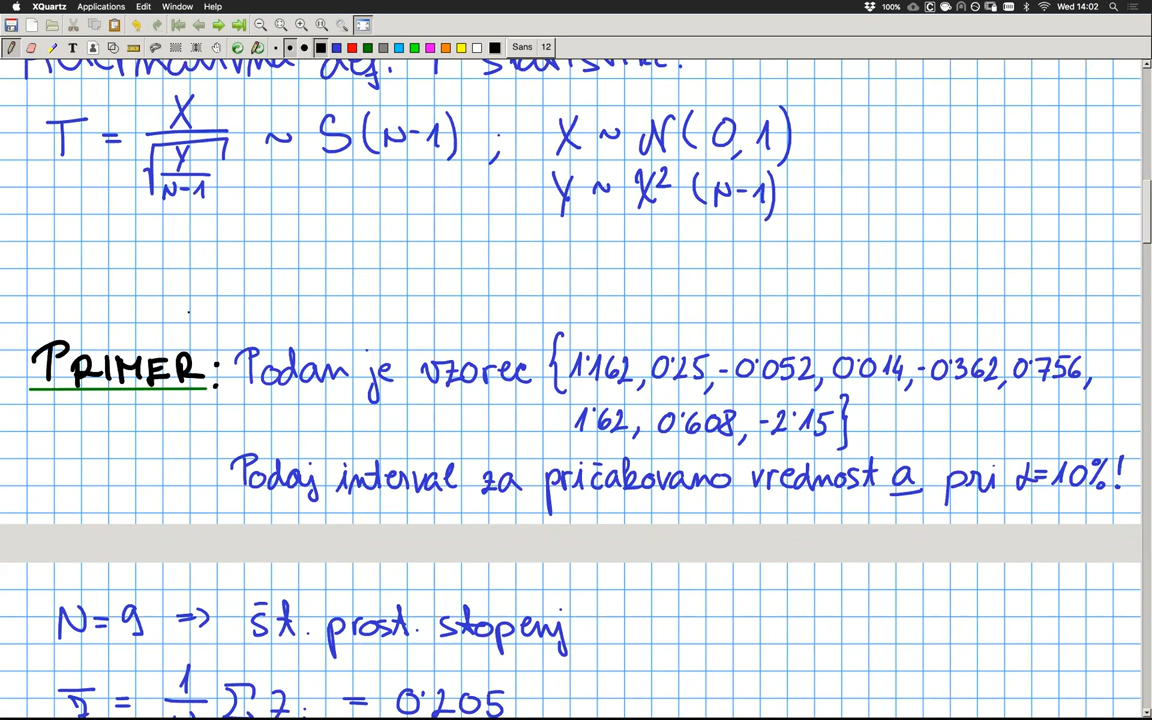 XQuartz Applications Edit Window Help 100% Wed 14:02
Sans 12
T = X / √(Y / N-1) ~ S(N-1) ; X ~ N(0,1)
Y ~ χ² (N-1)
PRIMER: Podan je vzorec {1.162, 0.25, -0.052, 0.014, -0.362, 0.756,
1.62, 0.608, -2.15}
Podaj interval za pričakovano vrednost a pri α=10%!
N=9 => št. prost. stopenj
= 1 Σ z = 0.205